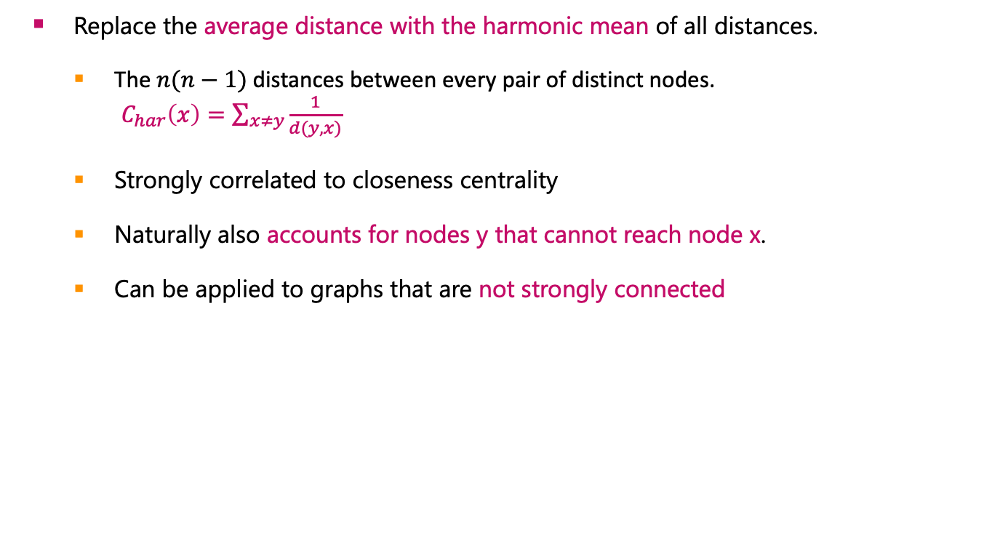 Replace the average distance with the harmonic mean of all distances.
The n(n − 1) distances between every pair of distinct nodes.
C_har(x) = ∑_{x≠y} 1/d(y,x)
Strongly correlated to closeness centrality
Naturally also accounts for nodes y that cannot reach node x.
Can be applied to graphs that are not strongly connected